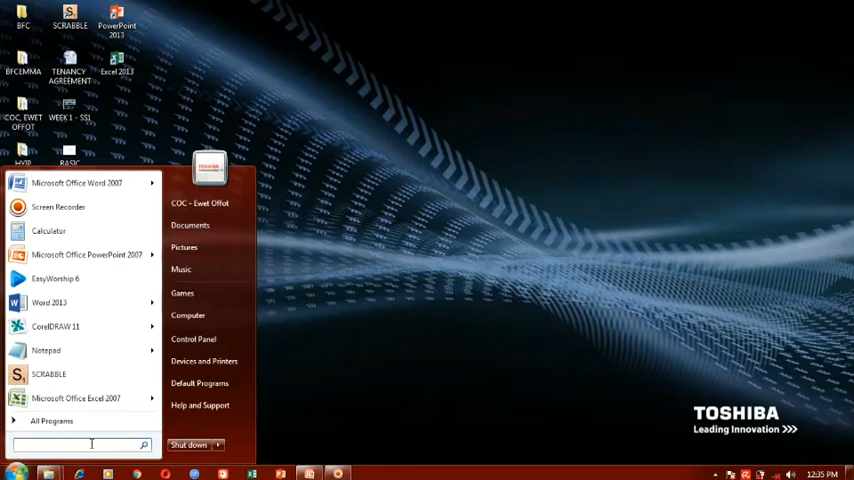 BFC
SCRABBLE
PowerPoint
2013
BFCEMMA
TENANCY
AGREEMENT
Excel 2013
COC, EWET
OFFOT
WEEK 1 - SS1
HYIP
BASIC
Microsoft Office Word 2007
Screen Recorder
Calculator
Microsoft Office PowerPoint 2007
EasyWorship 6
Word 2013
CorelDRAW 11
Notepad
SCRABBLE
Microsoft Office Excel 2007
All Programs
TOSHIBA
COC - Ewet Offot
Documents
Pictures
Music
Games
Computer
Control Panel
Devices and Printers
Default Programs
Help and Support
Shut down
TOSHIBA
Leading Innovation >>>
12:35 PM